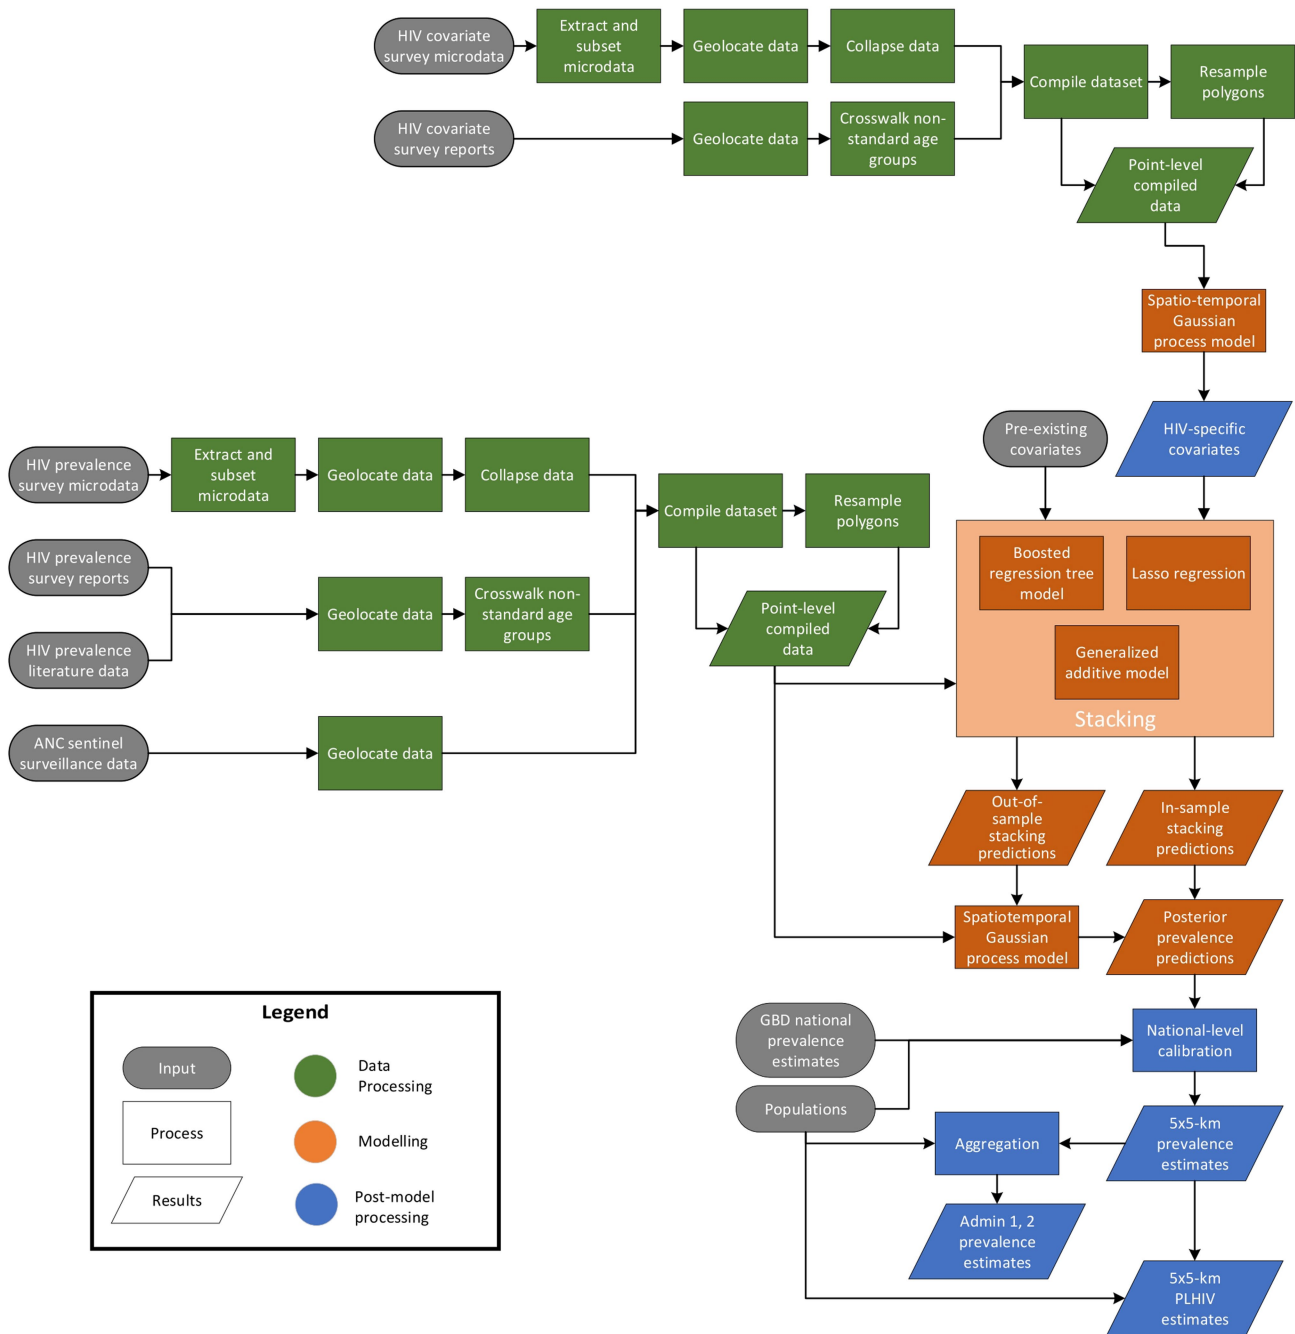 HIV covariate
survey microdata
Extract and
subset
microdata
Geolocate data
Collapse data
Compile dataset
Resample
polygons
HIV covariate
survey reports
Geolocate data
Crosswalk non-
standard age
groups
Point-level
compiled
data
Spatio-temporal
Gaussian
process model
Pre-existing
covariates
HIV-specific
covariates
HIV prevalence
survey microdata
Extract and
subset
microdata
Geolocate data
Collapse data
Compile dataset
Resample
polygons
HIV prevalence
survey reports
Geolocate data
Crosswalk non-
standard age
groups
HIV prevalence
literature data
Point-level
compiled
data
ANC sentinel
surveillance data
Geolocate data
Boosted
regression tree
model
Lasso regression
Generalized
additive model
Stacking
Out-of-
sample
stacking
predictions
In-sample
stacking
predictions
Spatiotemporal
Gaussian
process model
Posterior
prevalence
predictions
GBD national
prevalence
estimates
National-level
calibration
Populations
Aggregation
5x5-km
prevalence
estimates
Admin 1, 2
prevalence
estimates
5x5-km
PLHIV
estimates
Legend
Input
Data
Processing
Process
Modelling
Results
Post-model
processing